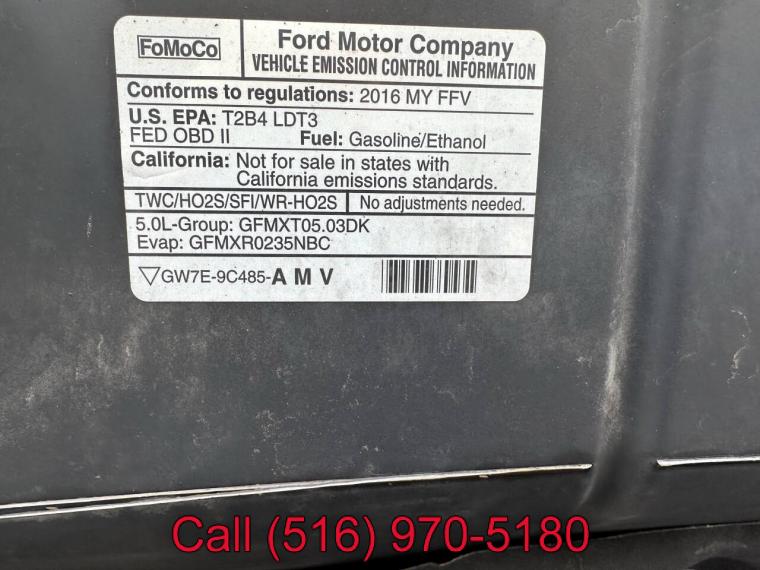 FoMoCo
Ford Motor Company
VEHICLE EMISSION CONTROL INFORMATION
Conforms to regulations: 2016 MY FFV
U.S. EPA: T2B4 LDT3
FED OBD II Fuel: Gasoline/Ethanol
California: Not for sale in states with
California emissions standards.
TWC/HO2S/SFI/WR-HO2S No adjustments needed.
5.0L-Group: GFMXT05.03DK
Evap: GFMXR0235NBC
GW7E-9C485-A M V
Call (516) 970-5180